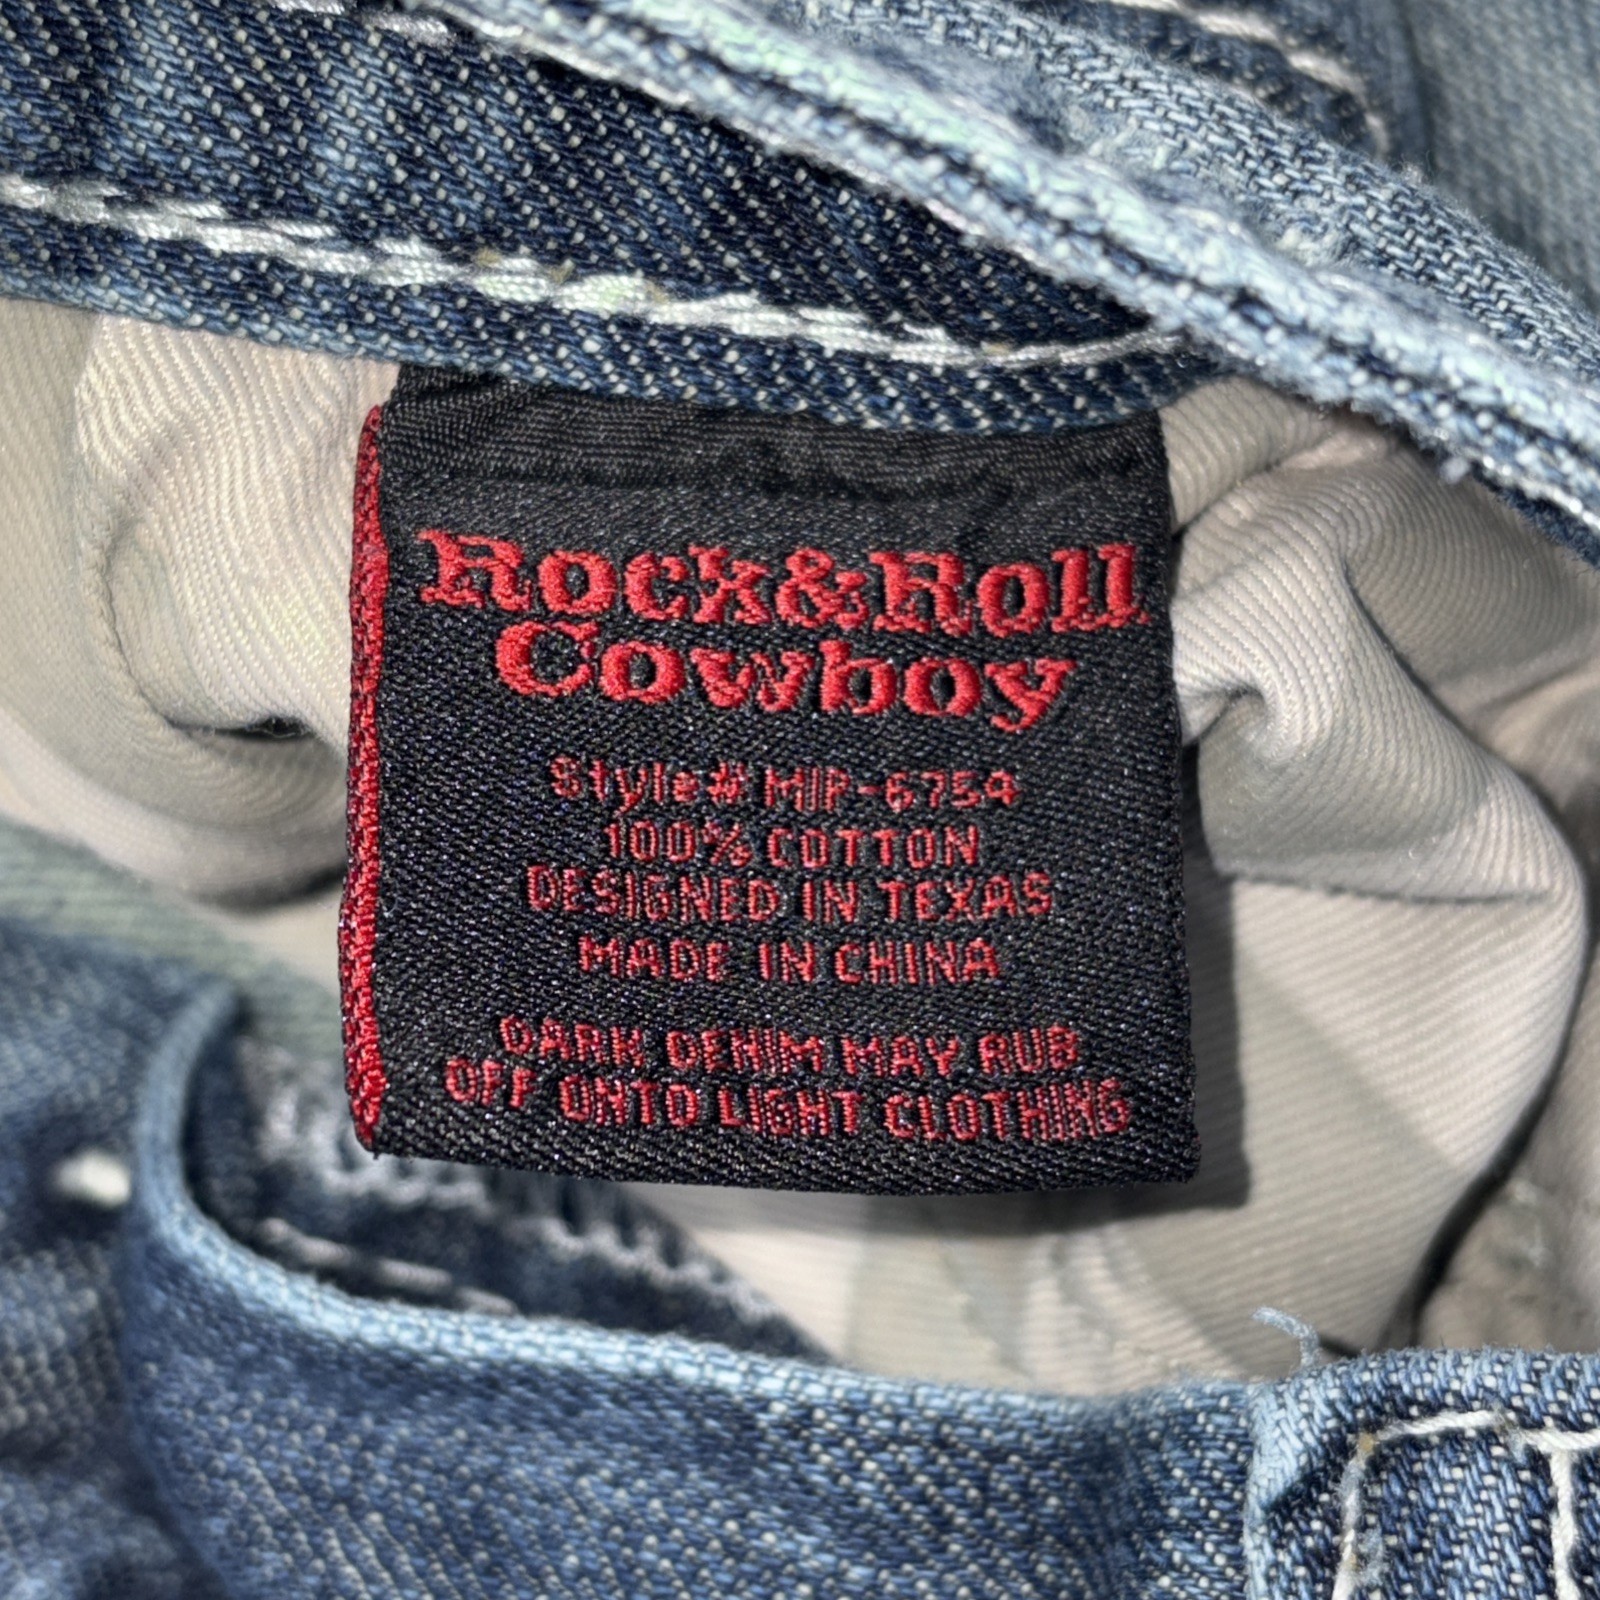 Rock&Roll
Cowboy
Style# MIP-6754
100% COTTON
DESIGNED IN TEXAS
MADE IN CHINA
DARK DENIM MAY RUB
OFF ONTO LIGHT CLOTHING